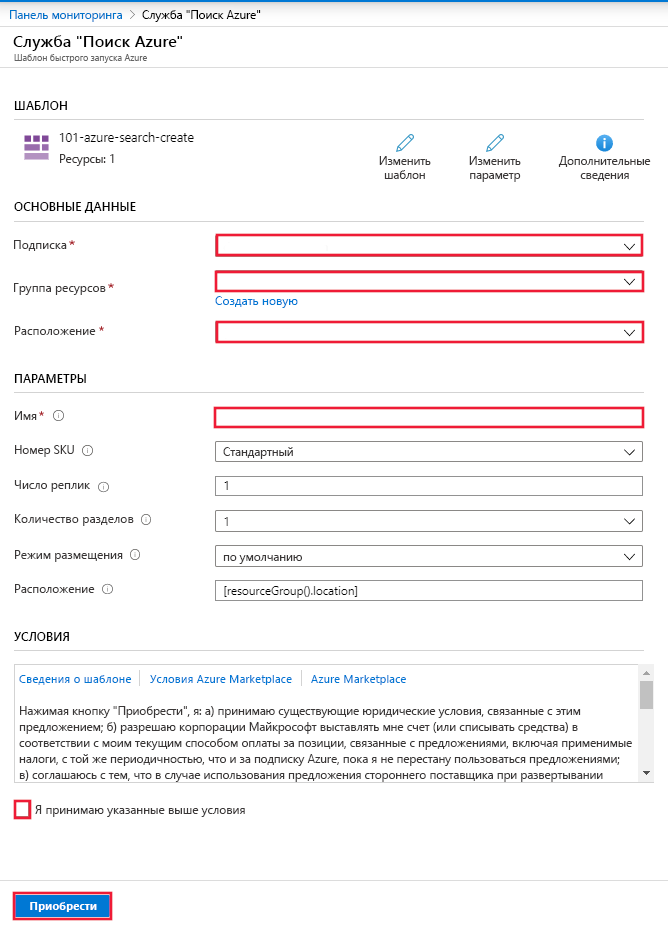 Панель мониторинга > Служба "Поиск Azure"
Служба "Поиск Azure"
Шаблон быстрого запуска Azure
ШАБЛОН
101-azure-search-create
Ресурсы: 1
Изменить шаблон
Изменить параметр
Дополнительные сведения
ОСНОВНЫЕ ДАННЫЕ
Подписка *
Группа ресурсов *
Создать новую
Расположение *
ПАРАМЕТРЫ
Имя *
Номер SKU Стандартный
Число реплик 1
Количество разделов 1
Режим размещения по умолчанию
Расположение [resourceGroup().location]
УСЛОВИЯ
Сведения о шаблоне Условия Azure Marketplace Azure Marketplace
Нажимая кнопку "Приобрести", я: а) принимаю существующие юридические условия, связанные с этим
предложением; б) разрешаю корпорации Майкрософт выставлять мне счет (или списывать средства) в
соответствии с моим текущим способом оплаты за позиции, связанные с предложениями, включая применимые
налоги, с той же периодичностью, что и за подписку Azure, пока я не перестану пользоваться предложениями;
в) соглашаюсь с тем, что в случае использования предложения стороннего поставщика при развертывании
Я принимаю указанные выше условия
Приобрести